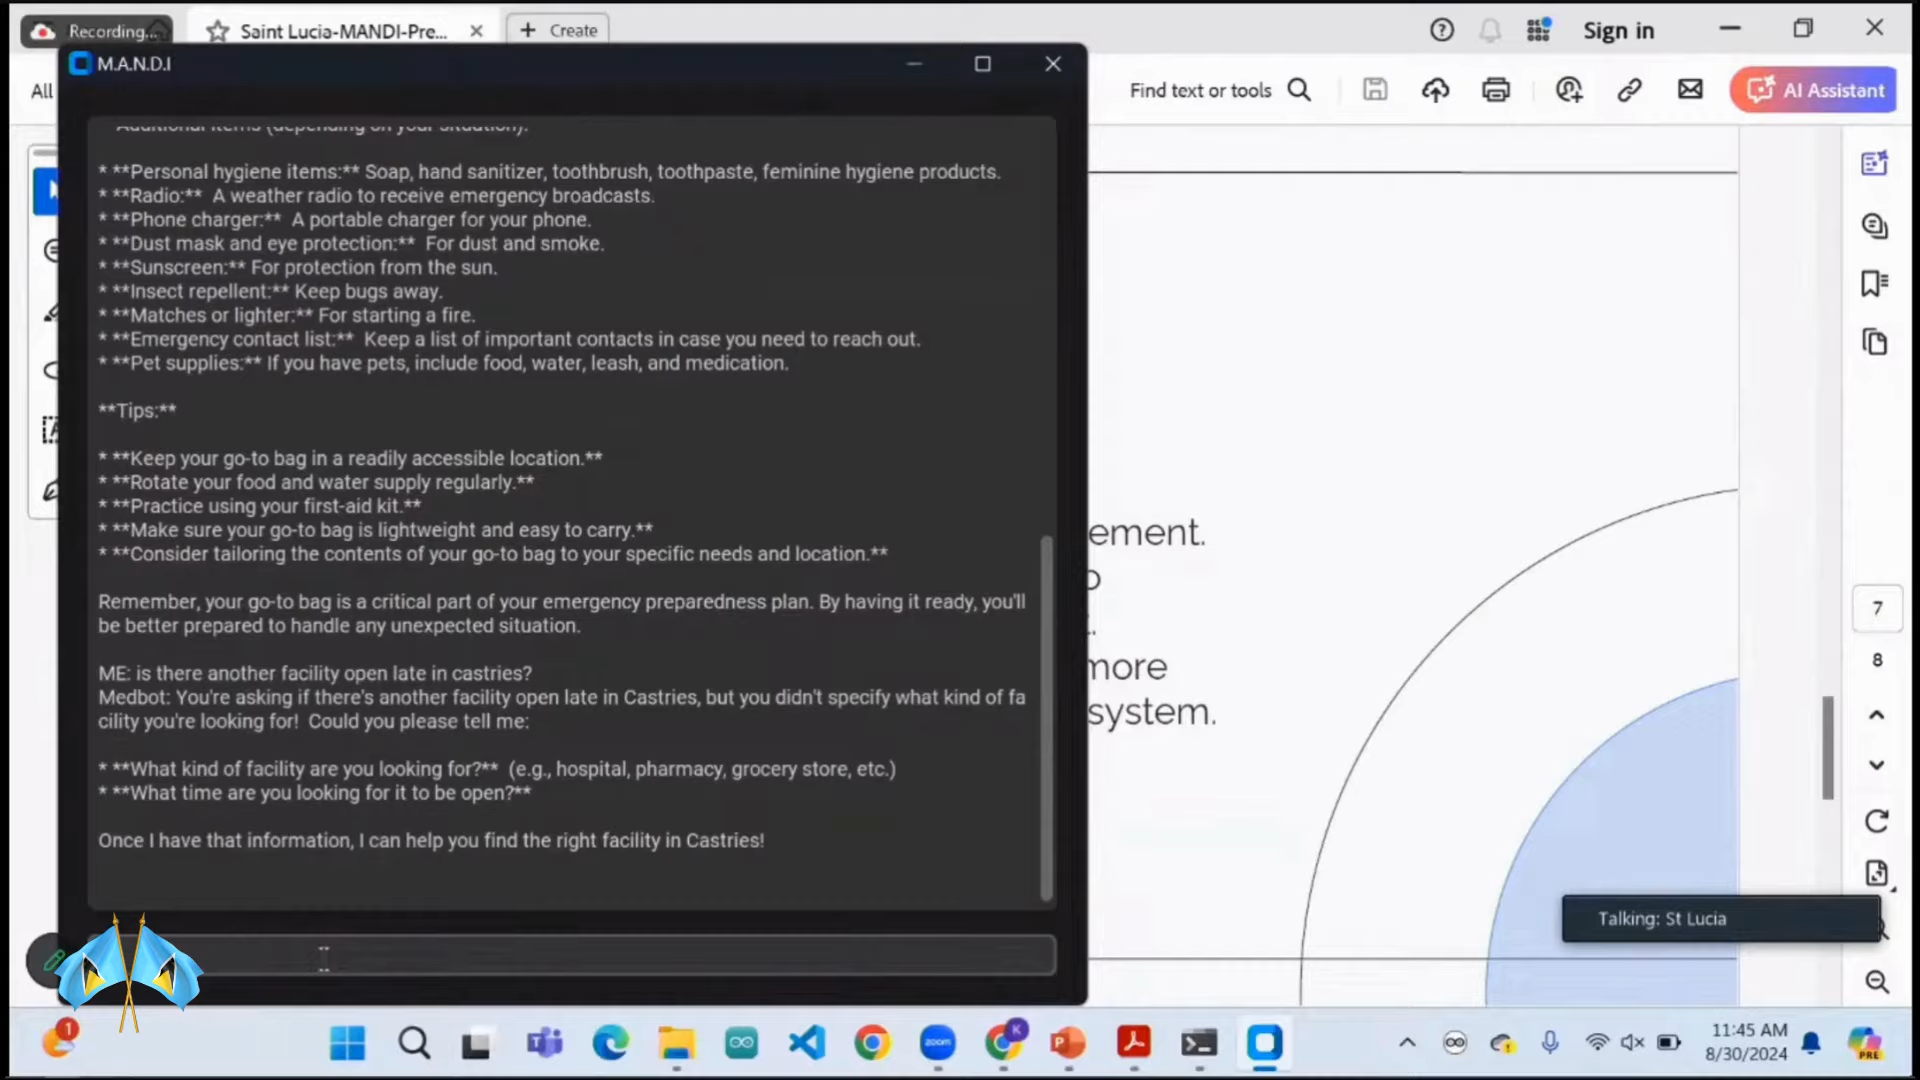 Recording...
Saint Lucia-MANDI-Pre...
Create
Sign in
M.A.N.D.I
All
Find text or tools
AI Assistant
Additional items (depending on your situation):
* **Personal hygiene items:** Soap, hand sanitizer, toothbrush, toothpaste, feminine hygiene products.
* **Radio:** A weather radio to receive emergency broadcasts.
* **Phone charger:** A portable charger for your phone.
* **Dust mask and eye protection:** For dust and smoke.
* **Sunscreen:** For protection from the sun.
* **Insect repellent:** Keep bugs away.
* **Matches or lighter:** For starting a fire.
* **Emergency contact list:** Keep a list of important contacts in case you need to reach out.
* **Pet supplies:** If you have pets, include food, water, leash, and medication.
**Tips:**
* **Keep your go-to bag in a readily accessible location.**
* **Rotate your food and water supply regularly.**
* **Practice using your first-aid kit.**
* **Make sure your go-to bag is lightweight and easy to carry.**
* **Consider tailoring the contents of your go-to bag to your specific needs and location.**
Remember, your go-to bag is a critical part of your emergency preparedness plan. By having it ready, you'll
be better prepared to handle any unexpected situation.
ME: is there another facility open late in castries?
Medbot: You're asking if there's another facility open late in Castries, but you didn't specify what kind of fa
cility you're looking for! Could you please tell me:
* **What kind of facility are you looking for?** (e.g., hospital, pharmacy, grocery store, etc.)
* **What time are you looking for it to be open?**
Once I have that information, I can help you find the right facility in Castries!
ement.
more
system.
7
8
Talking: St Lucia
1
zoom
K
11:45 AM
8/30/2024
PRE